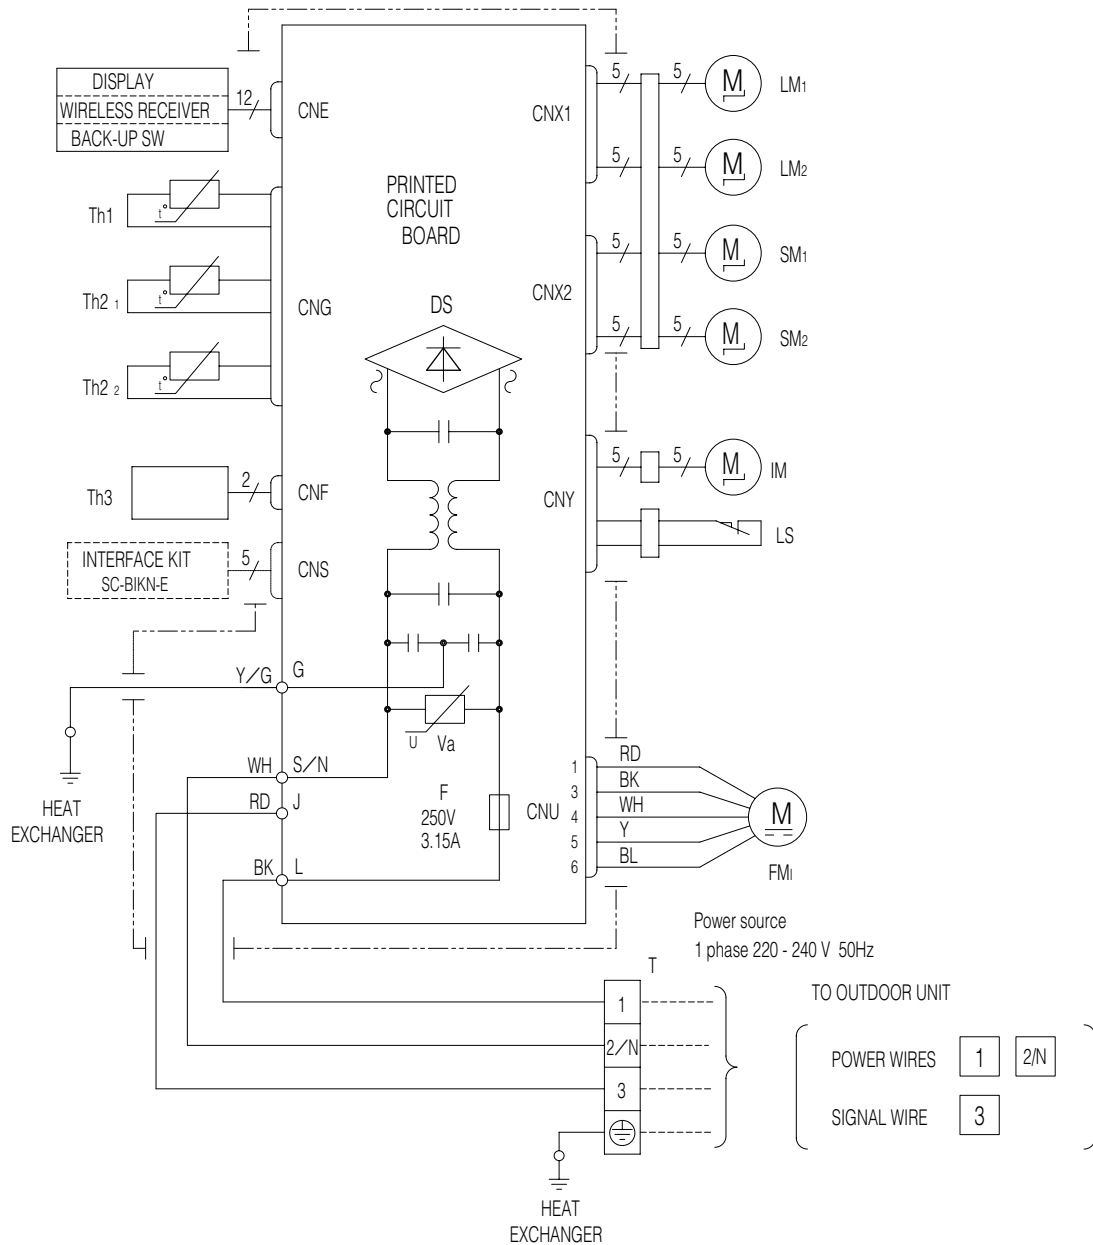 DISPLAY
WIRELESS RECEIVER
BACK-UP SW
12
CNE
Th1
t°
Th2 1
t°
CNG
Th2 2
t°
Th3
2
CNF
INTERFACE KIT
SC-BIKN-E
5
CNS
PRINTED
CIRCUIT
BOARD
DS
CNX1
5
5
M
LM1
5
5
M
LM2
CNX2
5
5
M
SM1
5
5
M
SM2
CNY
5
5
M
IM
LS
Y/G
G
U
Va
WH
S/N
RD
J
BK
L
F
250V
3.15A
HEAT
EXCHANGER
CNU
1
RD
3
BK
4
WH
5
Y
6
BL
M
FMI
Power source
1 phase 220 - 240 V 50Hz
T
1
2/N
3
HEAT
EXCHANGER
TO OUTDOOR UNIT
POWER WIRES 1 2/N
SIGNAL WIRE 3